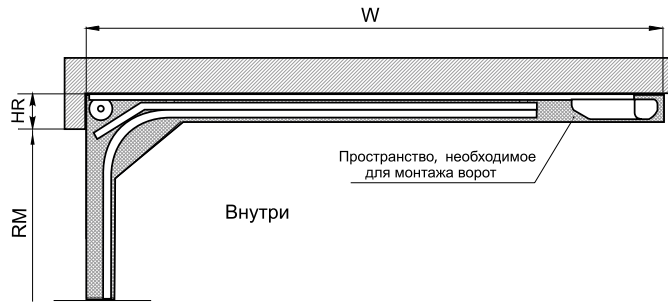 W
HR
Пространство, необходимое
для монтажа ворот
RM
Внутри